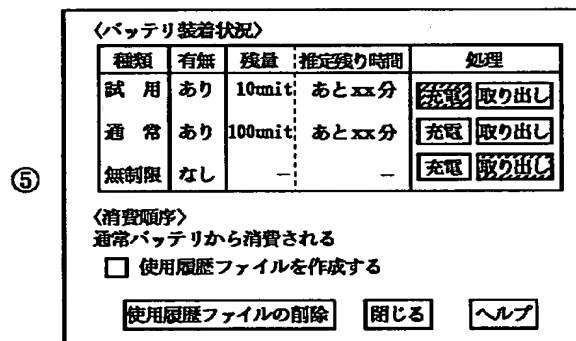 〈バッテリ装着状況〉
種類 有無 残量 推定残り時間 処理
試 用 あり 10unit あとxx分 充電 取り出し
通 常 あり 100unit あとxx分 充電 取り出し
無制限 なし － － 充電 取り出し
⑤
〈消費順序〉
通常バッテリから消費される
□ 使用履歴ファイルを作成する
使用履歴ファイルの削除 閉じる ヘルプ